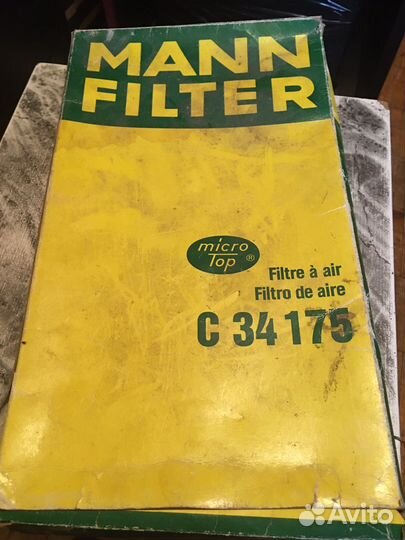 MANN
FILTER
micro
Top ®
Filtre à air
Filtro de aire
C 34 175
Avito